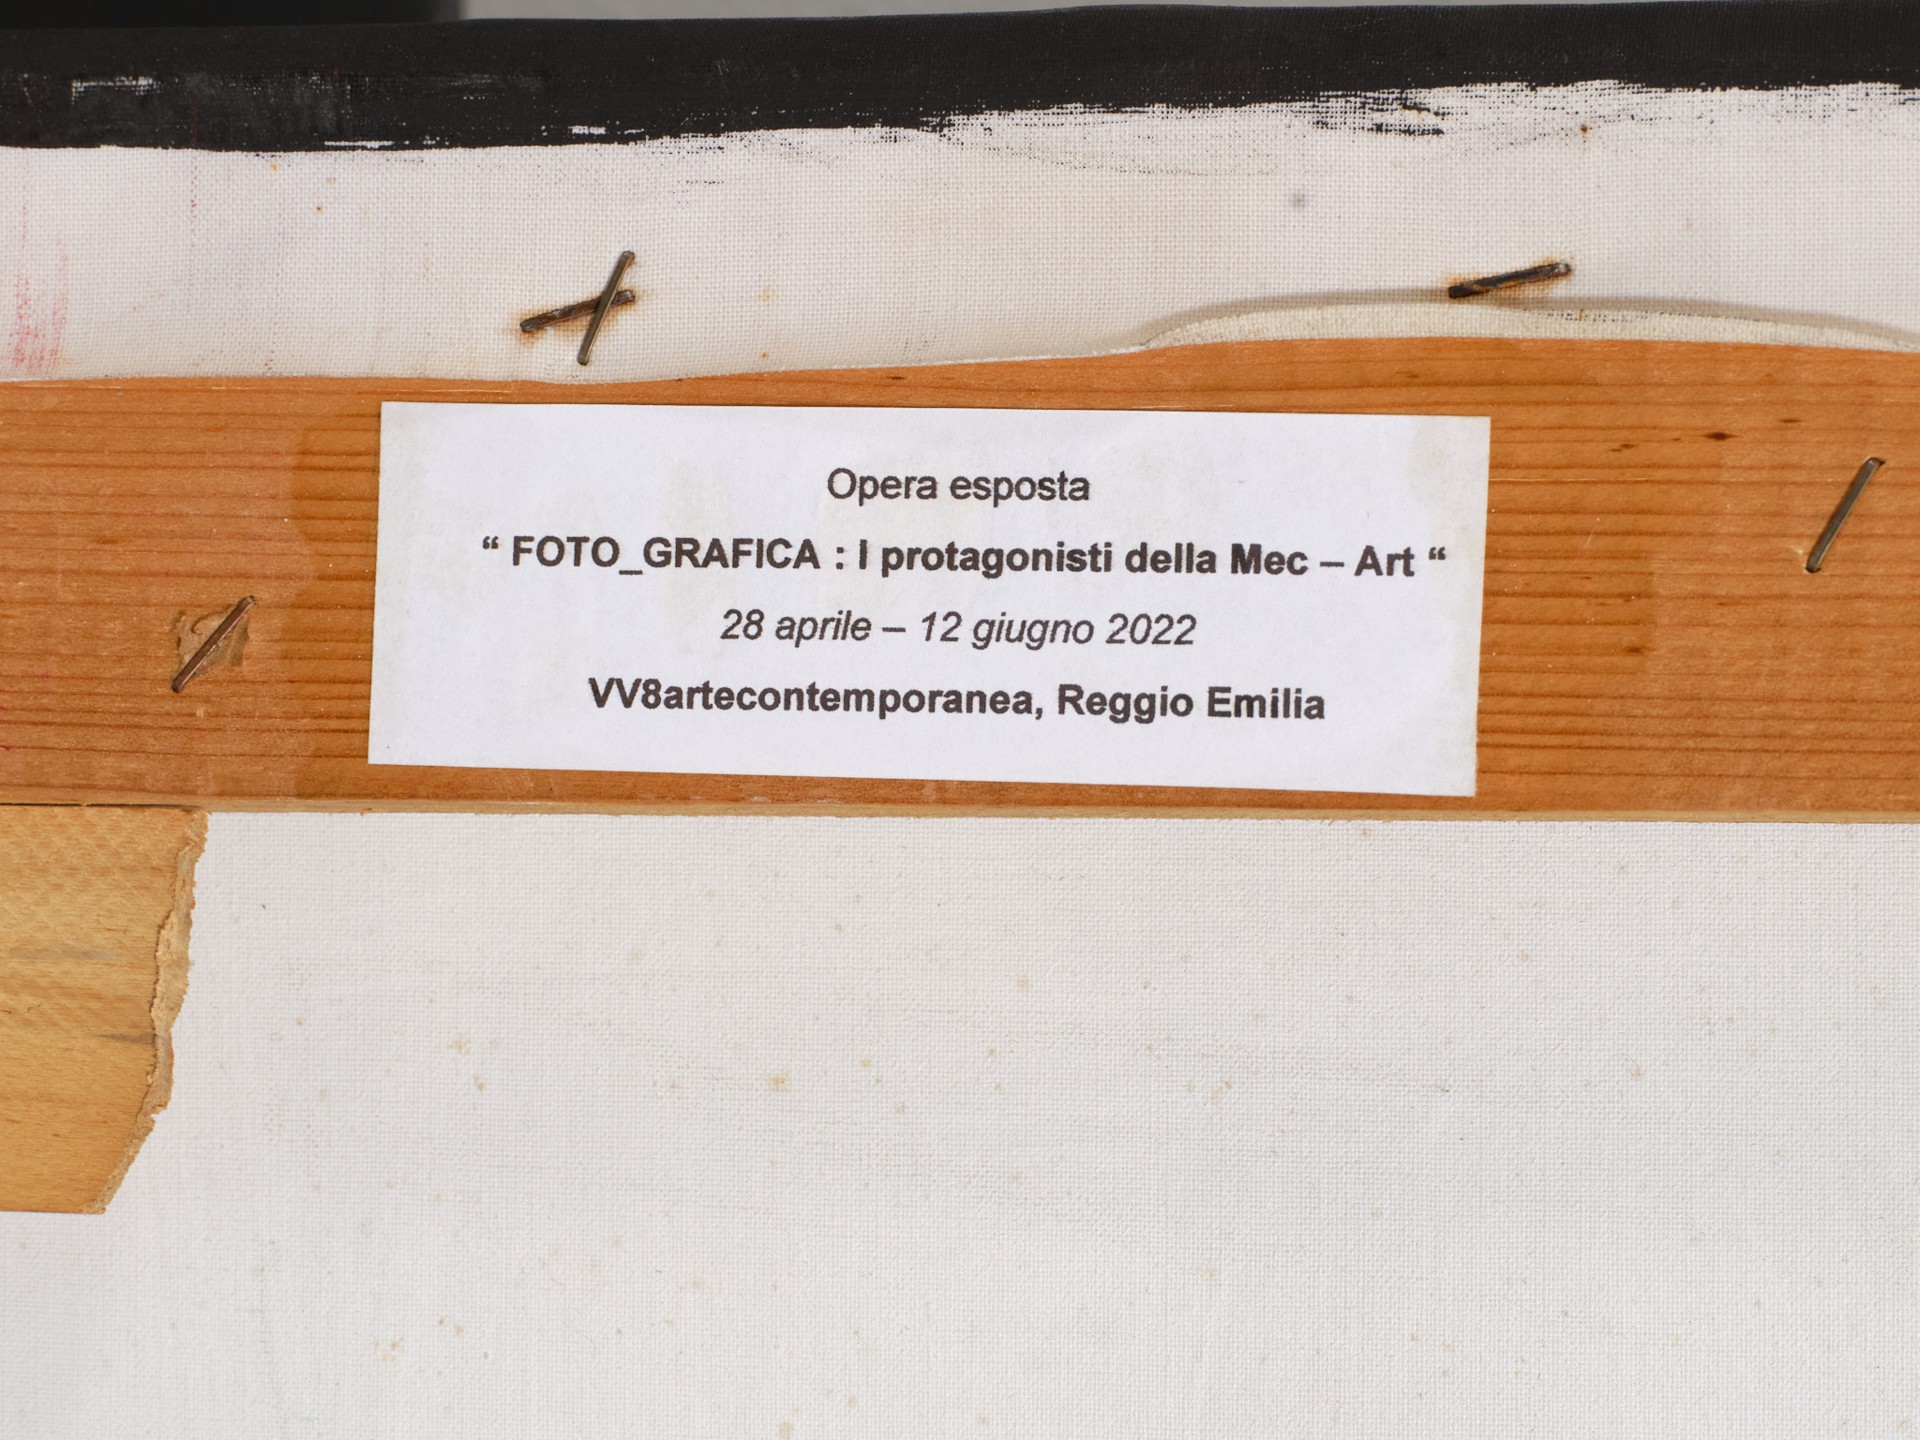 Opera esposta
“ FOTO_GRAFICA : I protagonisti della Mec – Art “
28 aprile – 12 giugno 2022
VV8artecontemporanea, Reggio Emilia